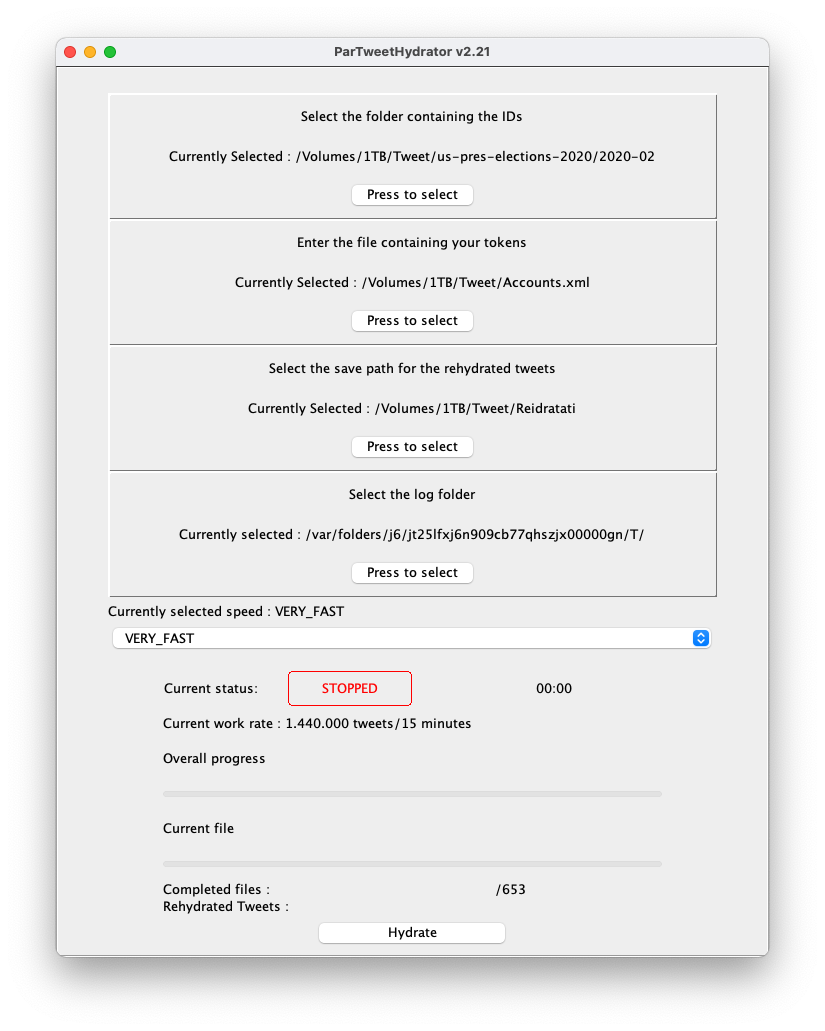 ParTweetHydrator v2.21
Select the folder containing the IDs
Currently Selected : /Volumes/1TB/Tweet/us-pres-elections-2020/2020-02
Press to select
Enter the file containing your tokens
Currently Selected : /Volumes/1TB/Tweet/Accounts.xml
Press to select
Select the save path for the rehydrated tweets
Currently Selected : /Volumes/1TB/Tweet/Reidratati
Press to select
Select the log folder
Currently selected : /var/folders/j6/jt25lfxj6n909cb77qhszjx00000gn/T/
Press to select
Currently selected speed : VERY_FAST
VERY_FAST
Current status: STOPPED 00:00
Current work rate : 1.440.000 tweets/15 minutes
Overall progress
Current file
Completed files : /653
Rehydrated Tweets :
Hydrate